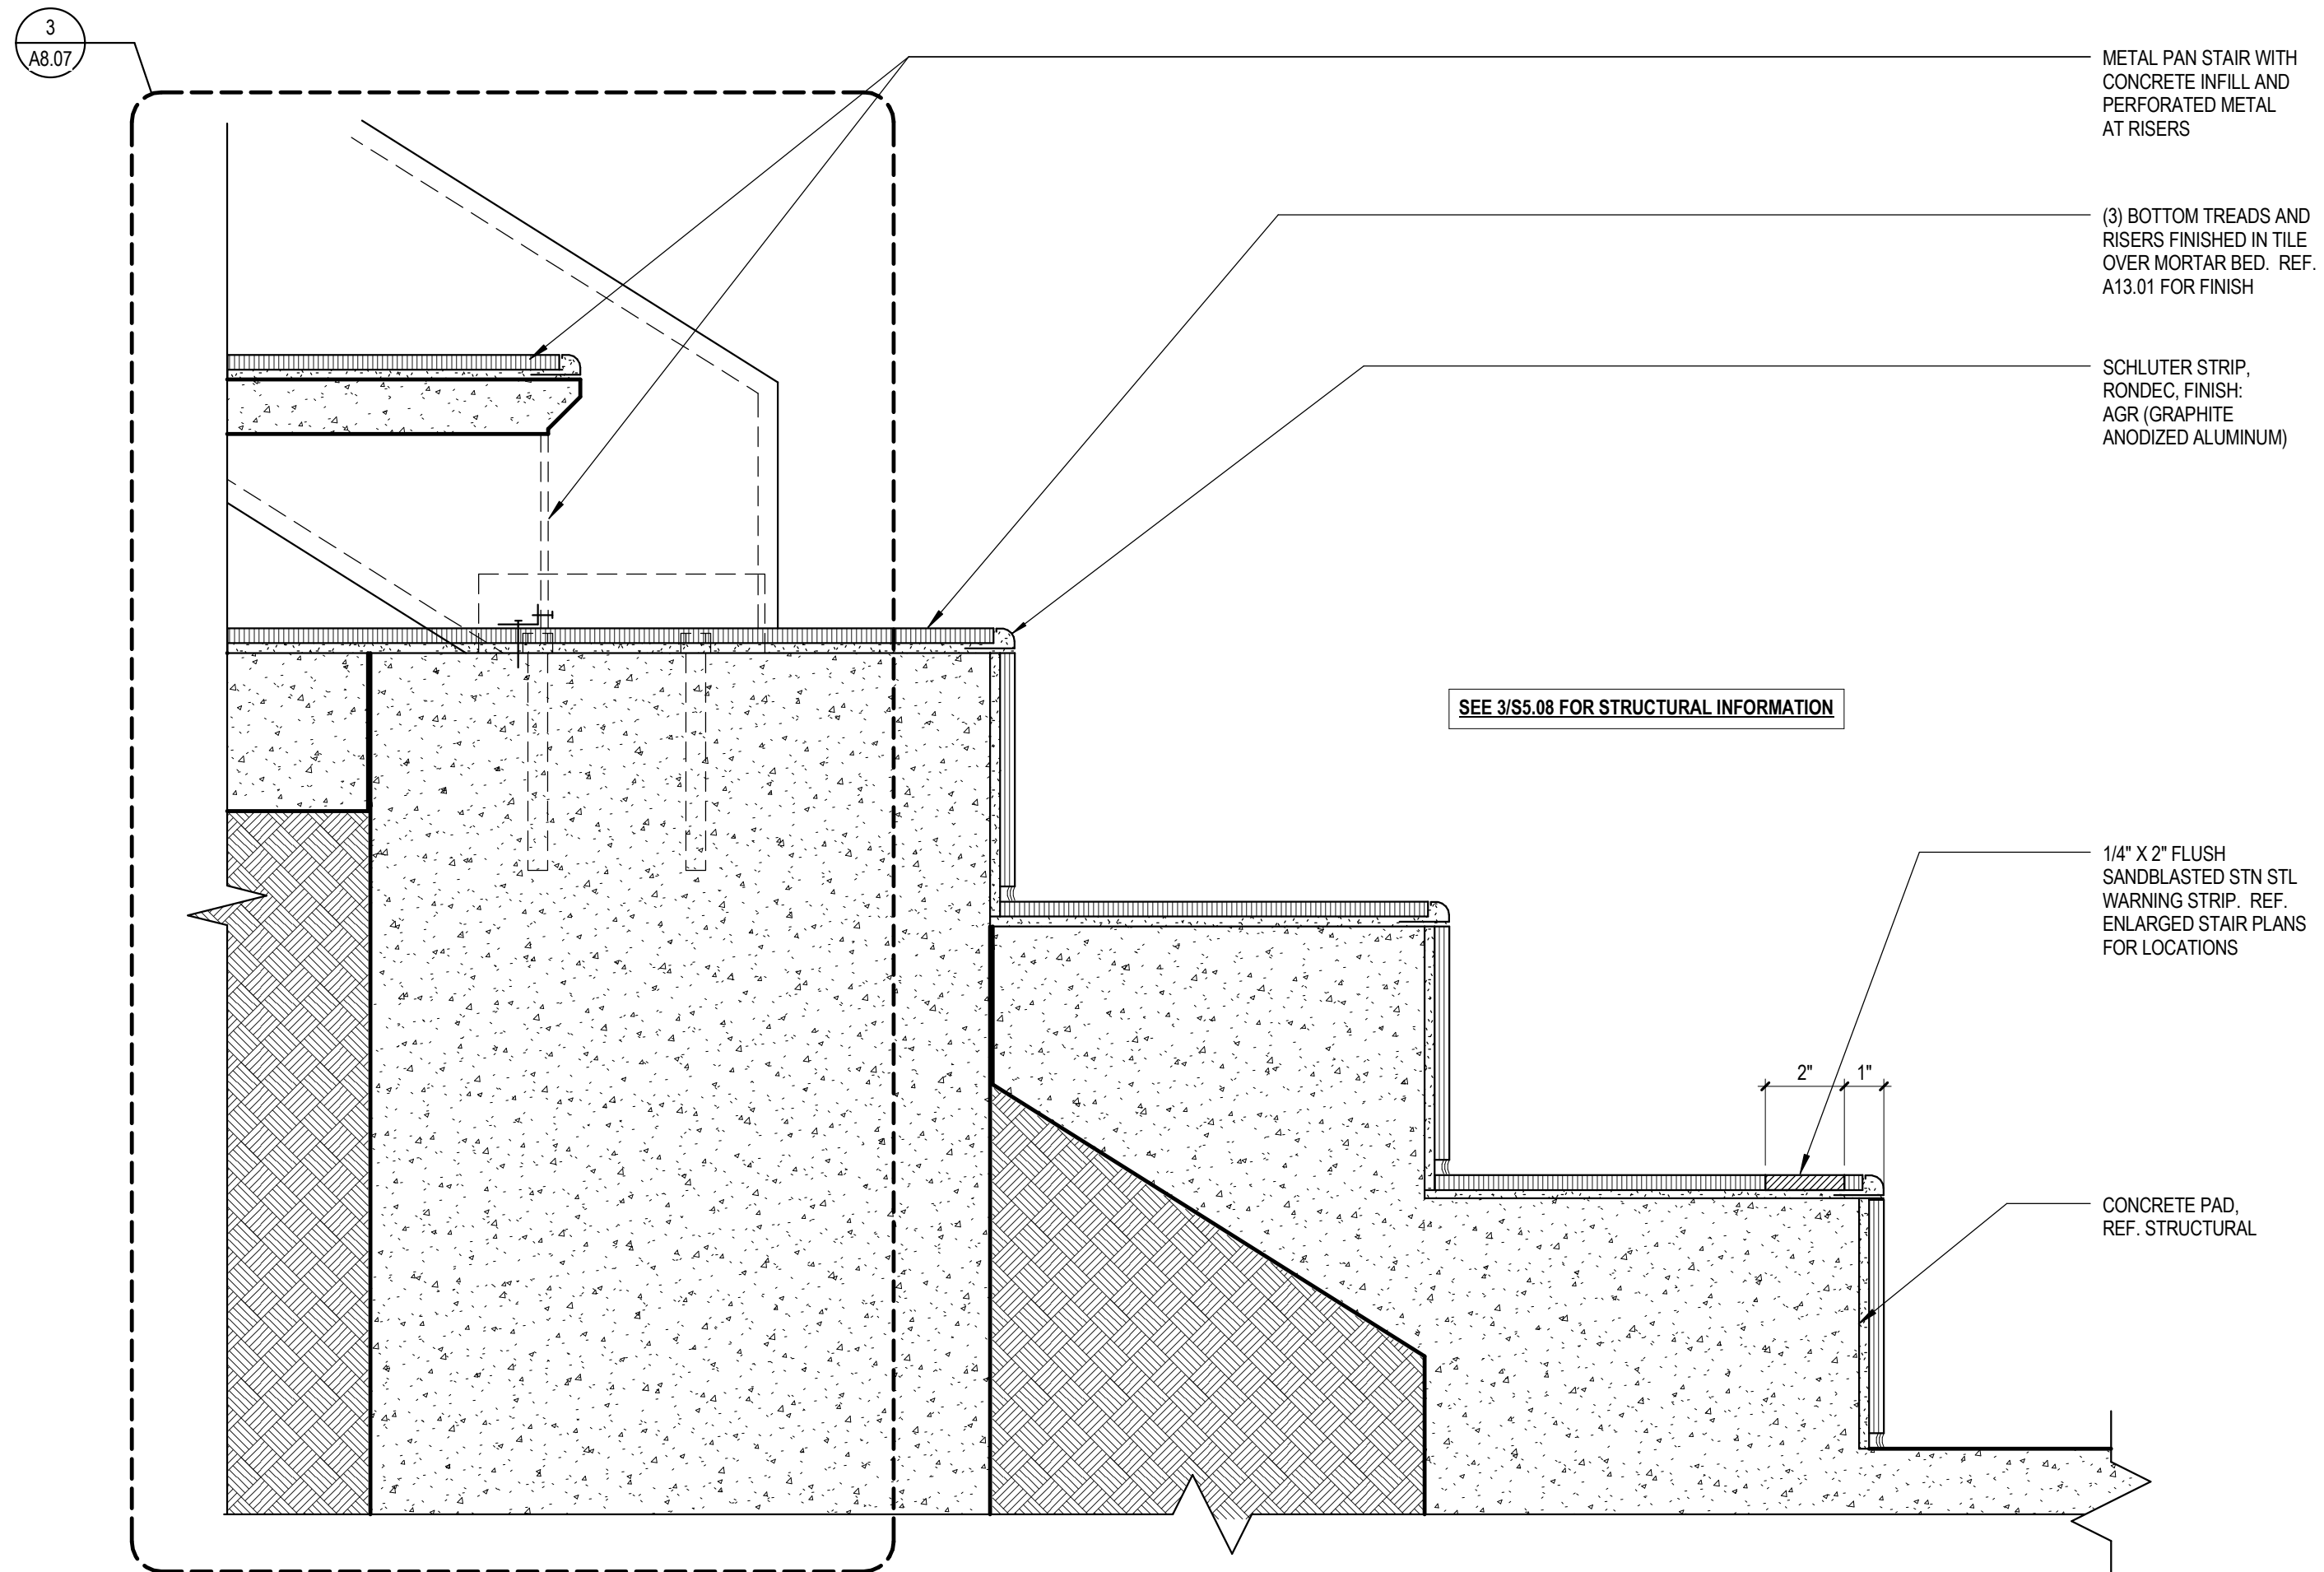 3
A8.07
METAL PAN STAIR WITH
CONCRETE INFILL AND
PERFORATED METAL
AT RISERS
(3) BOTTOM TREADS AND
RISERS FINISHED IN TILE
OVER MORTAR BED.  REF.
A13.01 FOR FINISH
SCHLUTER STRIP,
RONDEC, FINISH:
AGR (GRAPHITE
ANODIZED ALUMINUM)
SEE 3/S5.08 FOR STRUCTURAL INFORMATION
1/4" X 2" FLUSH
SANDBLASTED STN STL
WARNING STRIP.  REF.
ENLARGED STAIR PLANS
FOR LOCATIONS
2"
1"
CONCRETE PAD,
REF. STRUCTURAL